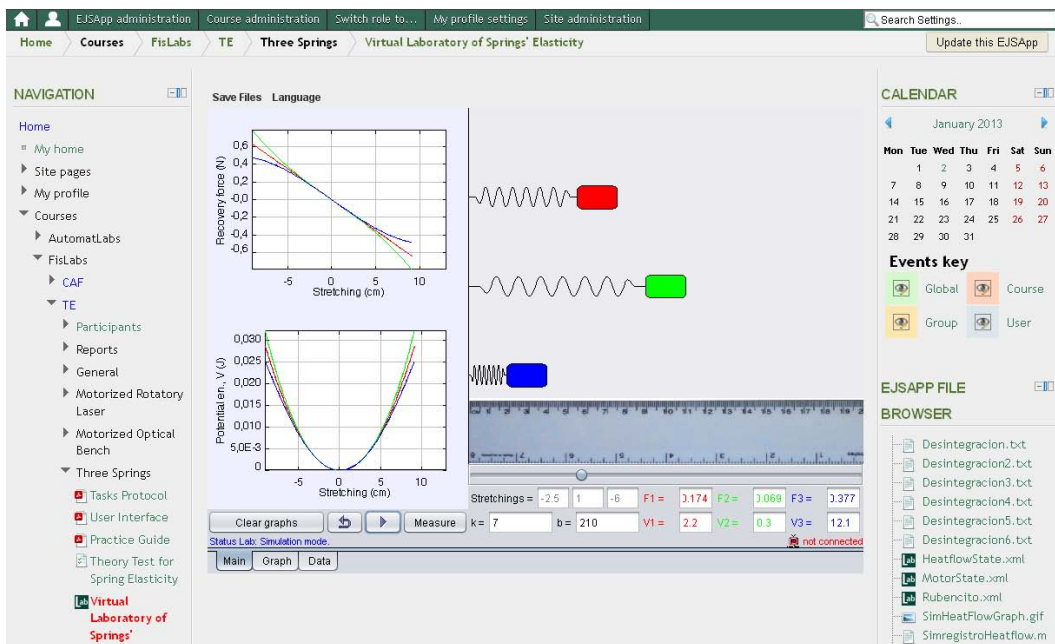 EJSApp administration
Course administration
Switch role to...
My profile settings
Site administration
Search Settings..
Home
Courses
FisLabs
TE
Three Springs
Virtual Laboratory of Springs' Elasticity
Update this EJSApp
NAVIGATION
Home
My home
Site pages
My profile
Courses
AutomatLabs
FisLabs
CAF
TE
Participants
Reports
General
Motorized Rotatory
Laser
Motorized Optical
Bench
Three Springs
Tasks Protocol
User Interface
Practice Guide
Theory Test for
Spring Elasticity
Lab Virtual
Laboratory of
Springs'
Save Files Language
Recovery force (N)
0,6
0,4
0,2
-0,0
-0,2
-0,4
-0,6
-5 0 5 10
Stretching (cm)
Potential en., V (J)
0,030
0,025
0,020
0,015
0,010
5,0E-3
0
-5 0 5 10
Stretching (cm)
Stretchings = -2.5 1 -6 F1 = 0.174 F2 = 0.069 F3 = 0.377
k = 7 b = 210 V1 = 2.2 V2 = 0.3 V3 = 12.1
Clear graphs
Measure
Status Lab: Simulation mode.
not connected
Main Graph Data
CALENDAR
January 2013
Mon Tue Wed Thu Fri Sat Sun
1 2 3 4 5 6
7 8 9 10 11 12 13
14 15 16 17 18 19 20
21 22 23 24 25 26 27
28 29 30 31
Events key
Global Course
Group User
EJSAPP FILE
BROWSER
Desintegracion.txt
Desintegracion2.txt
Desintegracion3.txt
Desintegracion4.txt
Desintegracion5.txt
Desintegracion6.txt
Lab HeatflowState.xml
Lab MotorState.xml
Lab Rubencito.xml
SimHeatFlowGraph.gif
SimregistroHeatflow.m